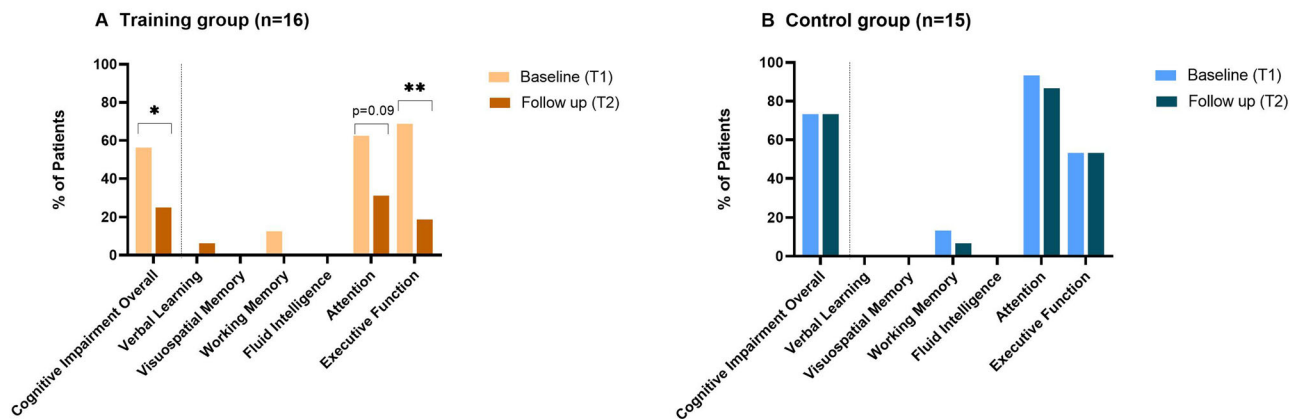 A Training group (n=16)
% of Patients
100
80
60
40
20
0
*
p=0.09
**
Baseline (T1)
Follow up (T2)
Cognitive Impairment Overall
Verbal Learning
Visuospatial Memory
Working Memory
Fluid Intelligence
Attention
Executive Function
B Control group (n=15)
% of Patients
100
80
60
40
20
0
Baseline (T1)
Follow up (T2)
Cognitive Impairment Overall
Verbal Learning
Visuospatial Memory
Working Memory
Fluid Intelligence
Attention
Executive Function